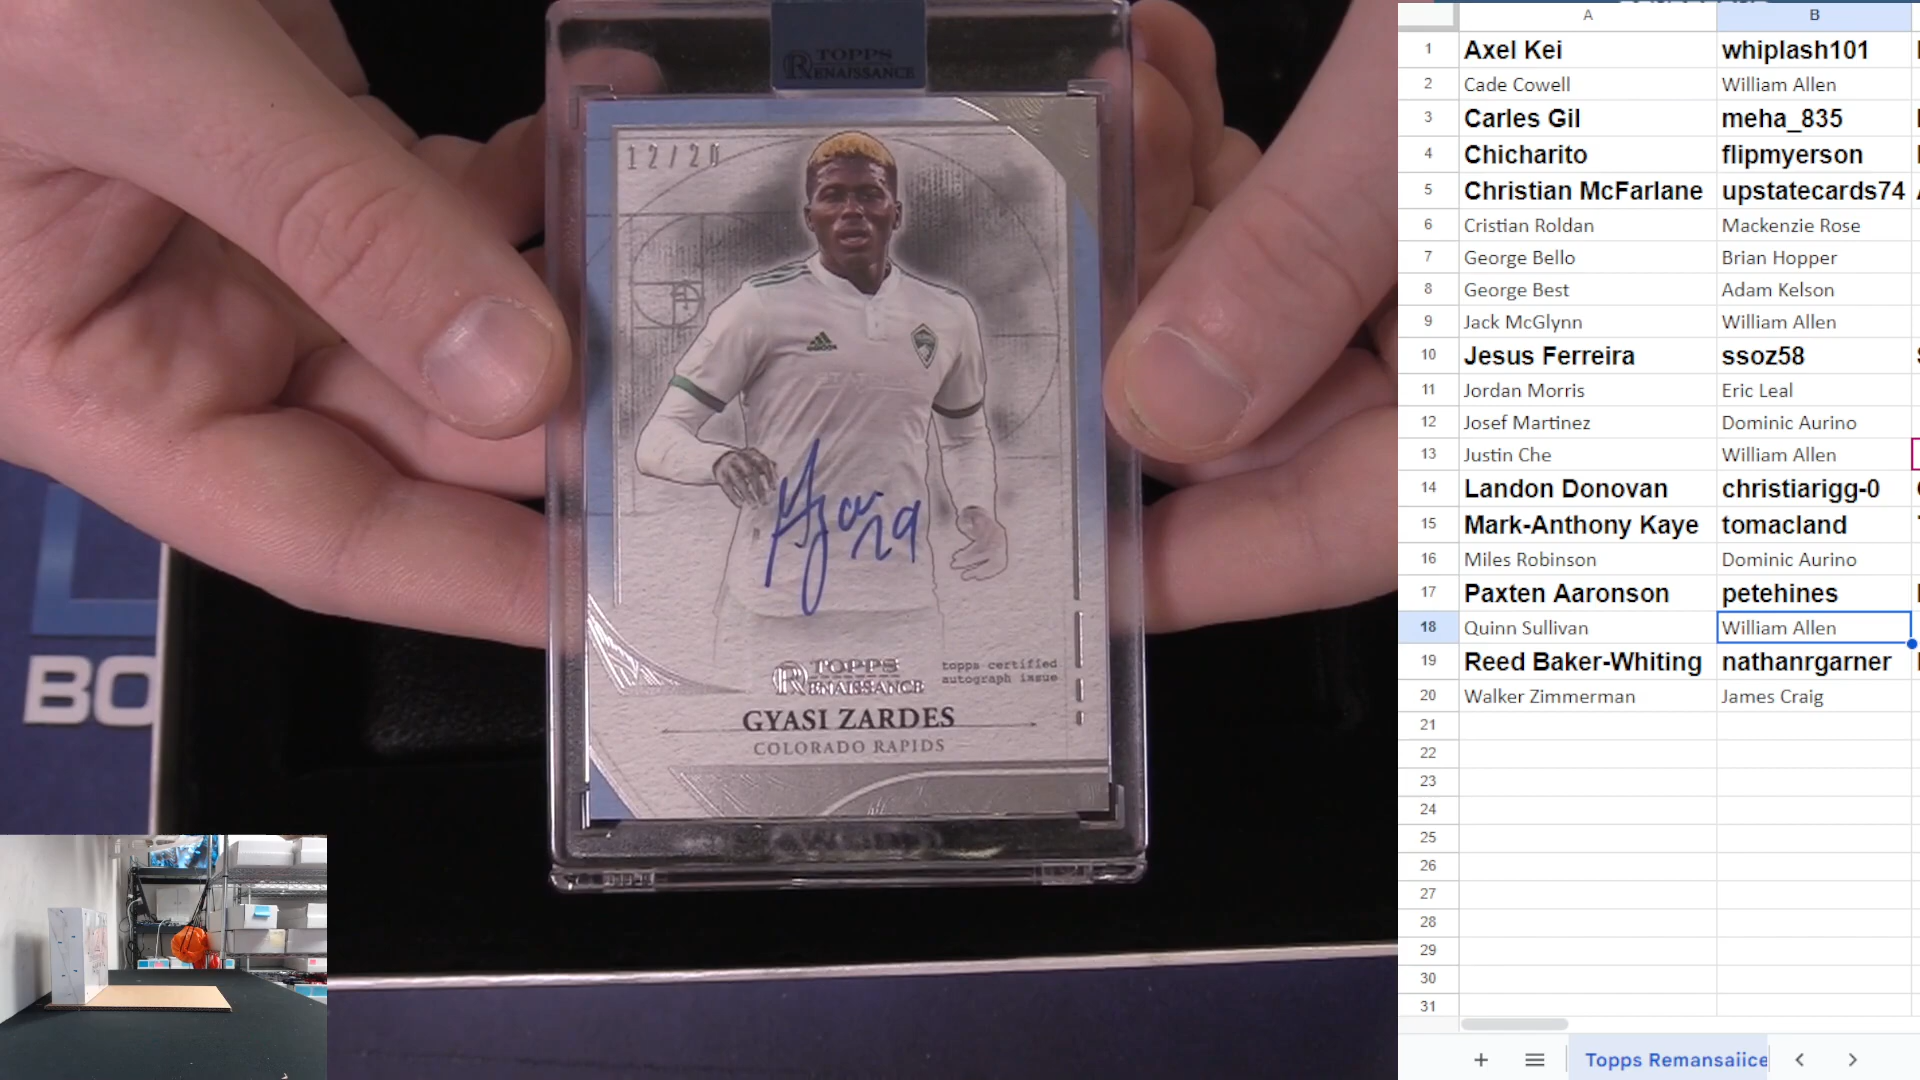 TOPPS
RENAISSANCE
12/20
adidas
Gyasi 29
TOPPS
RENAISSANCE
topps certified
autograph issue
GYASI ZARDES
COLORADO RAPIDS
BO
A B
1 Axel Kei whiplash101
2 Cade Cowell William Allen
3 Carles Gil meha_835
4 Chicharito flipmyerson
5 Christian McFarlane upstatecards74
6 Cristian Roldan Mackenzie Rose
7 George Bello Brian Hopper
8 George Best Adam Kelson
9 Jack McGlynn William Allen
10 Jesus Ferreira ssoz58
11 Jordan Morris Eric Leal
12 Josef Martinez Dominic Aurino
13 Justin Che William Allen
14 Landon Donovan christiarigg-0
15 Mark-Anthony Kaye tomacland
16 Miles Robinson Dominic Aurino
17 Paxten Aaronson petehines
18 Quinn Sullivan William Allen
19 Reed Baker-Whiting nathanrgarner
20 Walker Zimmerman James Craig
21
22
23
24
25
26
27
28
29
30
31
Topps Remansaiice